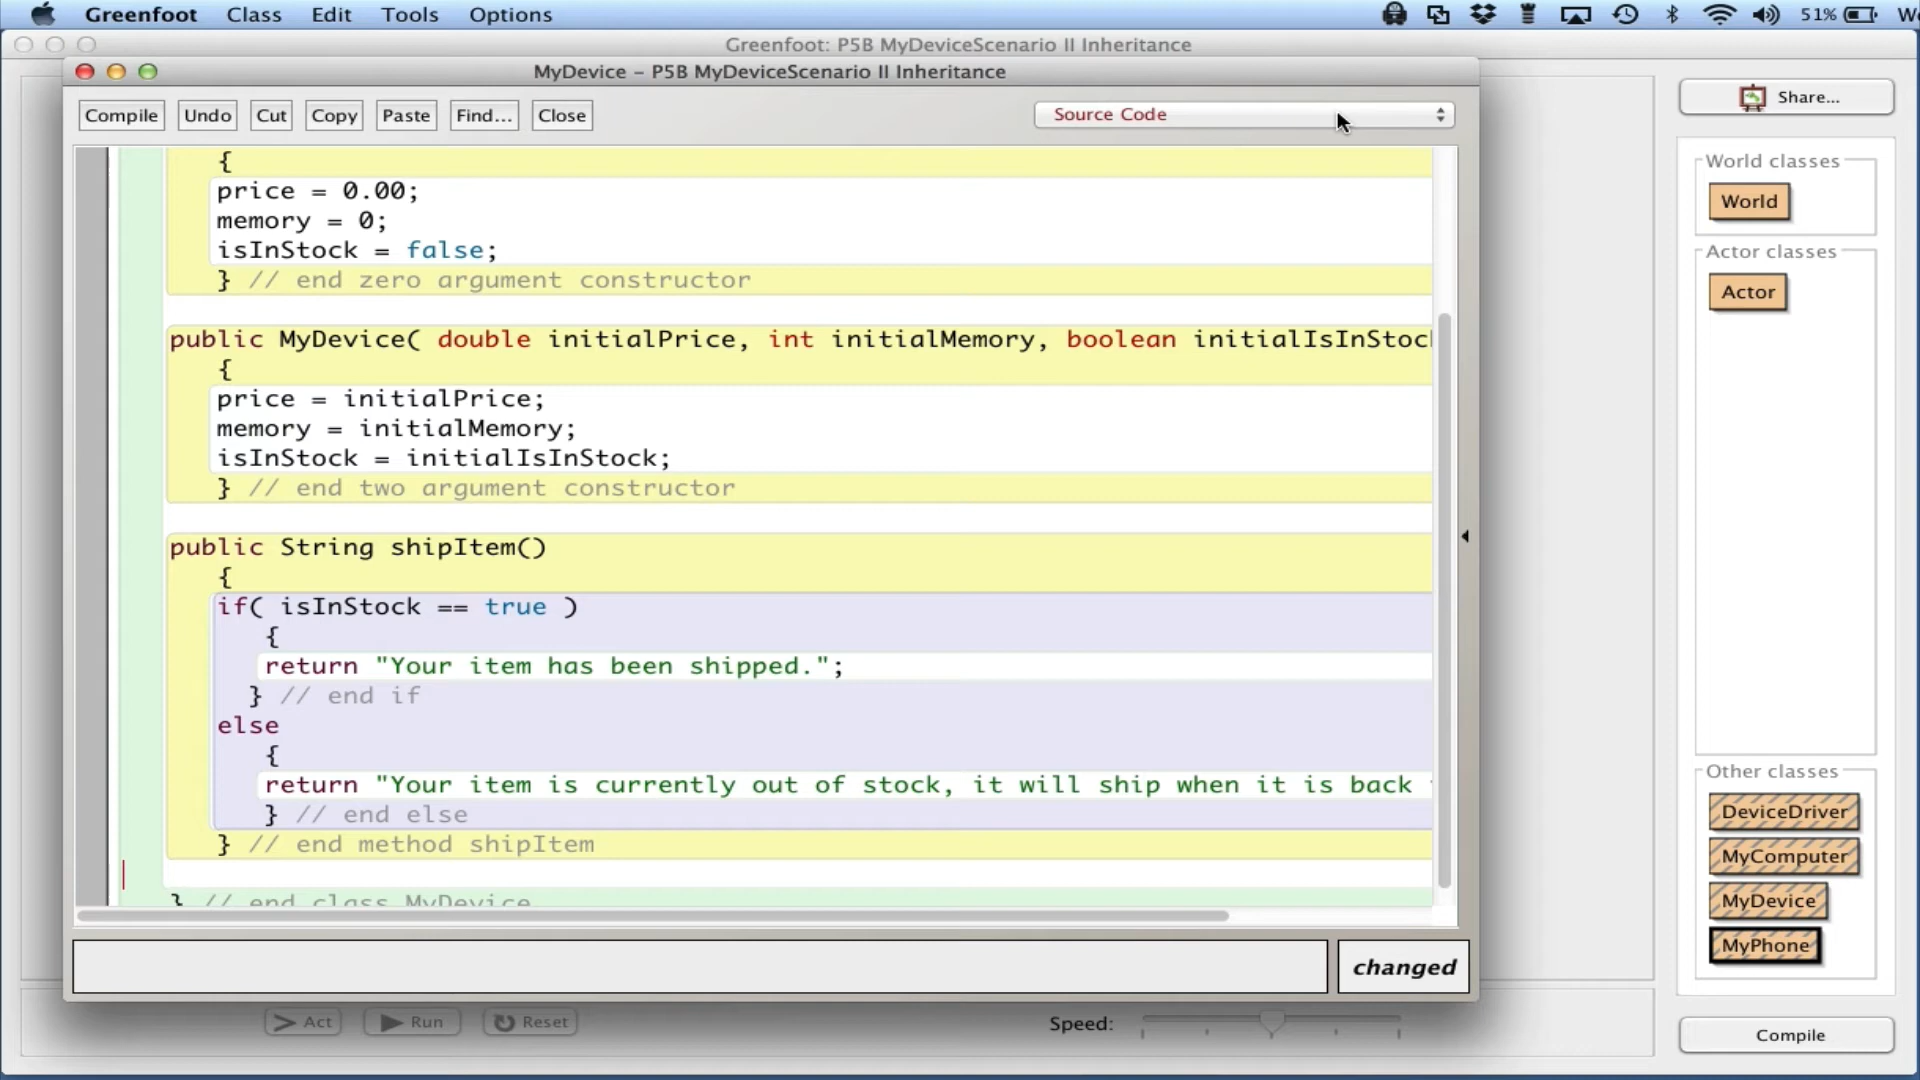 Greenfoot Class Edit Tools Options 51%
Greenfoot: P5B MyDeviceScenario II Inheritance
MyDevice – P5B MyDeviceScenario II Inheritance
Compile Undo Cut Copy Paste Find... Close Source Code
Share...
{
price = 0.00;
memory = 0;
isInStock = false;
} // end zero argument constructor
public MyDevice( double initialPrice, int initialMemory, boolean initialIsInStoc
{
price = initialPrice;
memory = initialMemory;
isInStock = initialIsInStock;
} // end two argument constructor
public String shipItem()
{
if( isInStock == true )
{
return "Your item has been shipped.";
} // end if
else
{
return "Your item is currently out of stock, it will ship when it is back
} // end else
} // end method shipItem
} // end class MyDevice
changed
World classes
World
Actor classes
Actor
Other classes
DeviceDriver
MyComputer
MyDevice
MyPhone
Act Run Reset Speed:
Compile